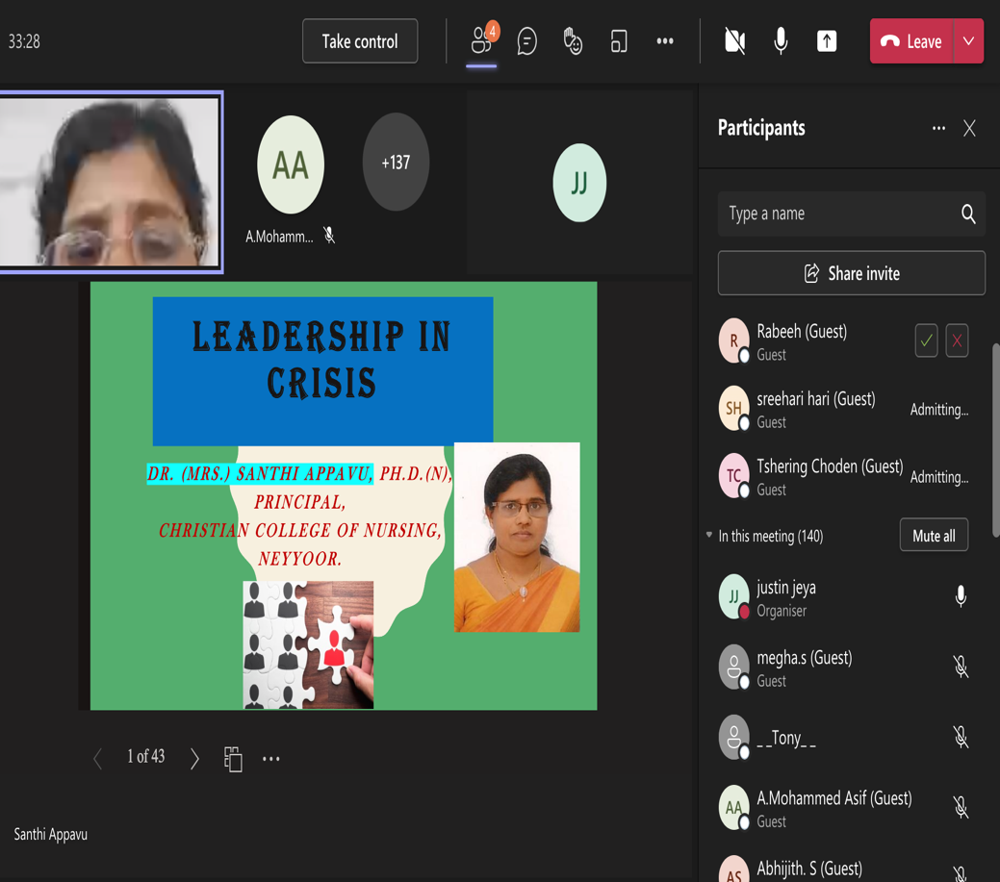 33:28
Take control
4
Leave
AA
+137
A.Mohamm...
JJ
LEADERSHIP IN
CRISIS
DR. (MRS.) SANTHI APPAVU, PH.D.(N),
PRINCIPAL,
CHRISTIAN COLLEGE OF NURSING,
NEYYOOR.
1 of 43
Santhi Appavu
Participants
Type a name
Share invite
R
Rabeeh (Guest)
Guest
SH
sreehari hari (Guest)
Guest
Admitting...
TC
Tshering Choden (Guest)
Guest
Admitting...
In this meeting (140)
Mute all
JJ
justin jeya
Organiser
megha.s (Guest)
Guest
_ _Tony_ _
AA
A.Mohammed Asif (Guest)
Guest
AS
Abhijith. S (Guest)